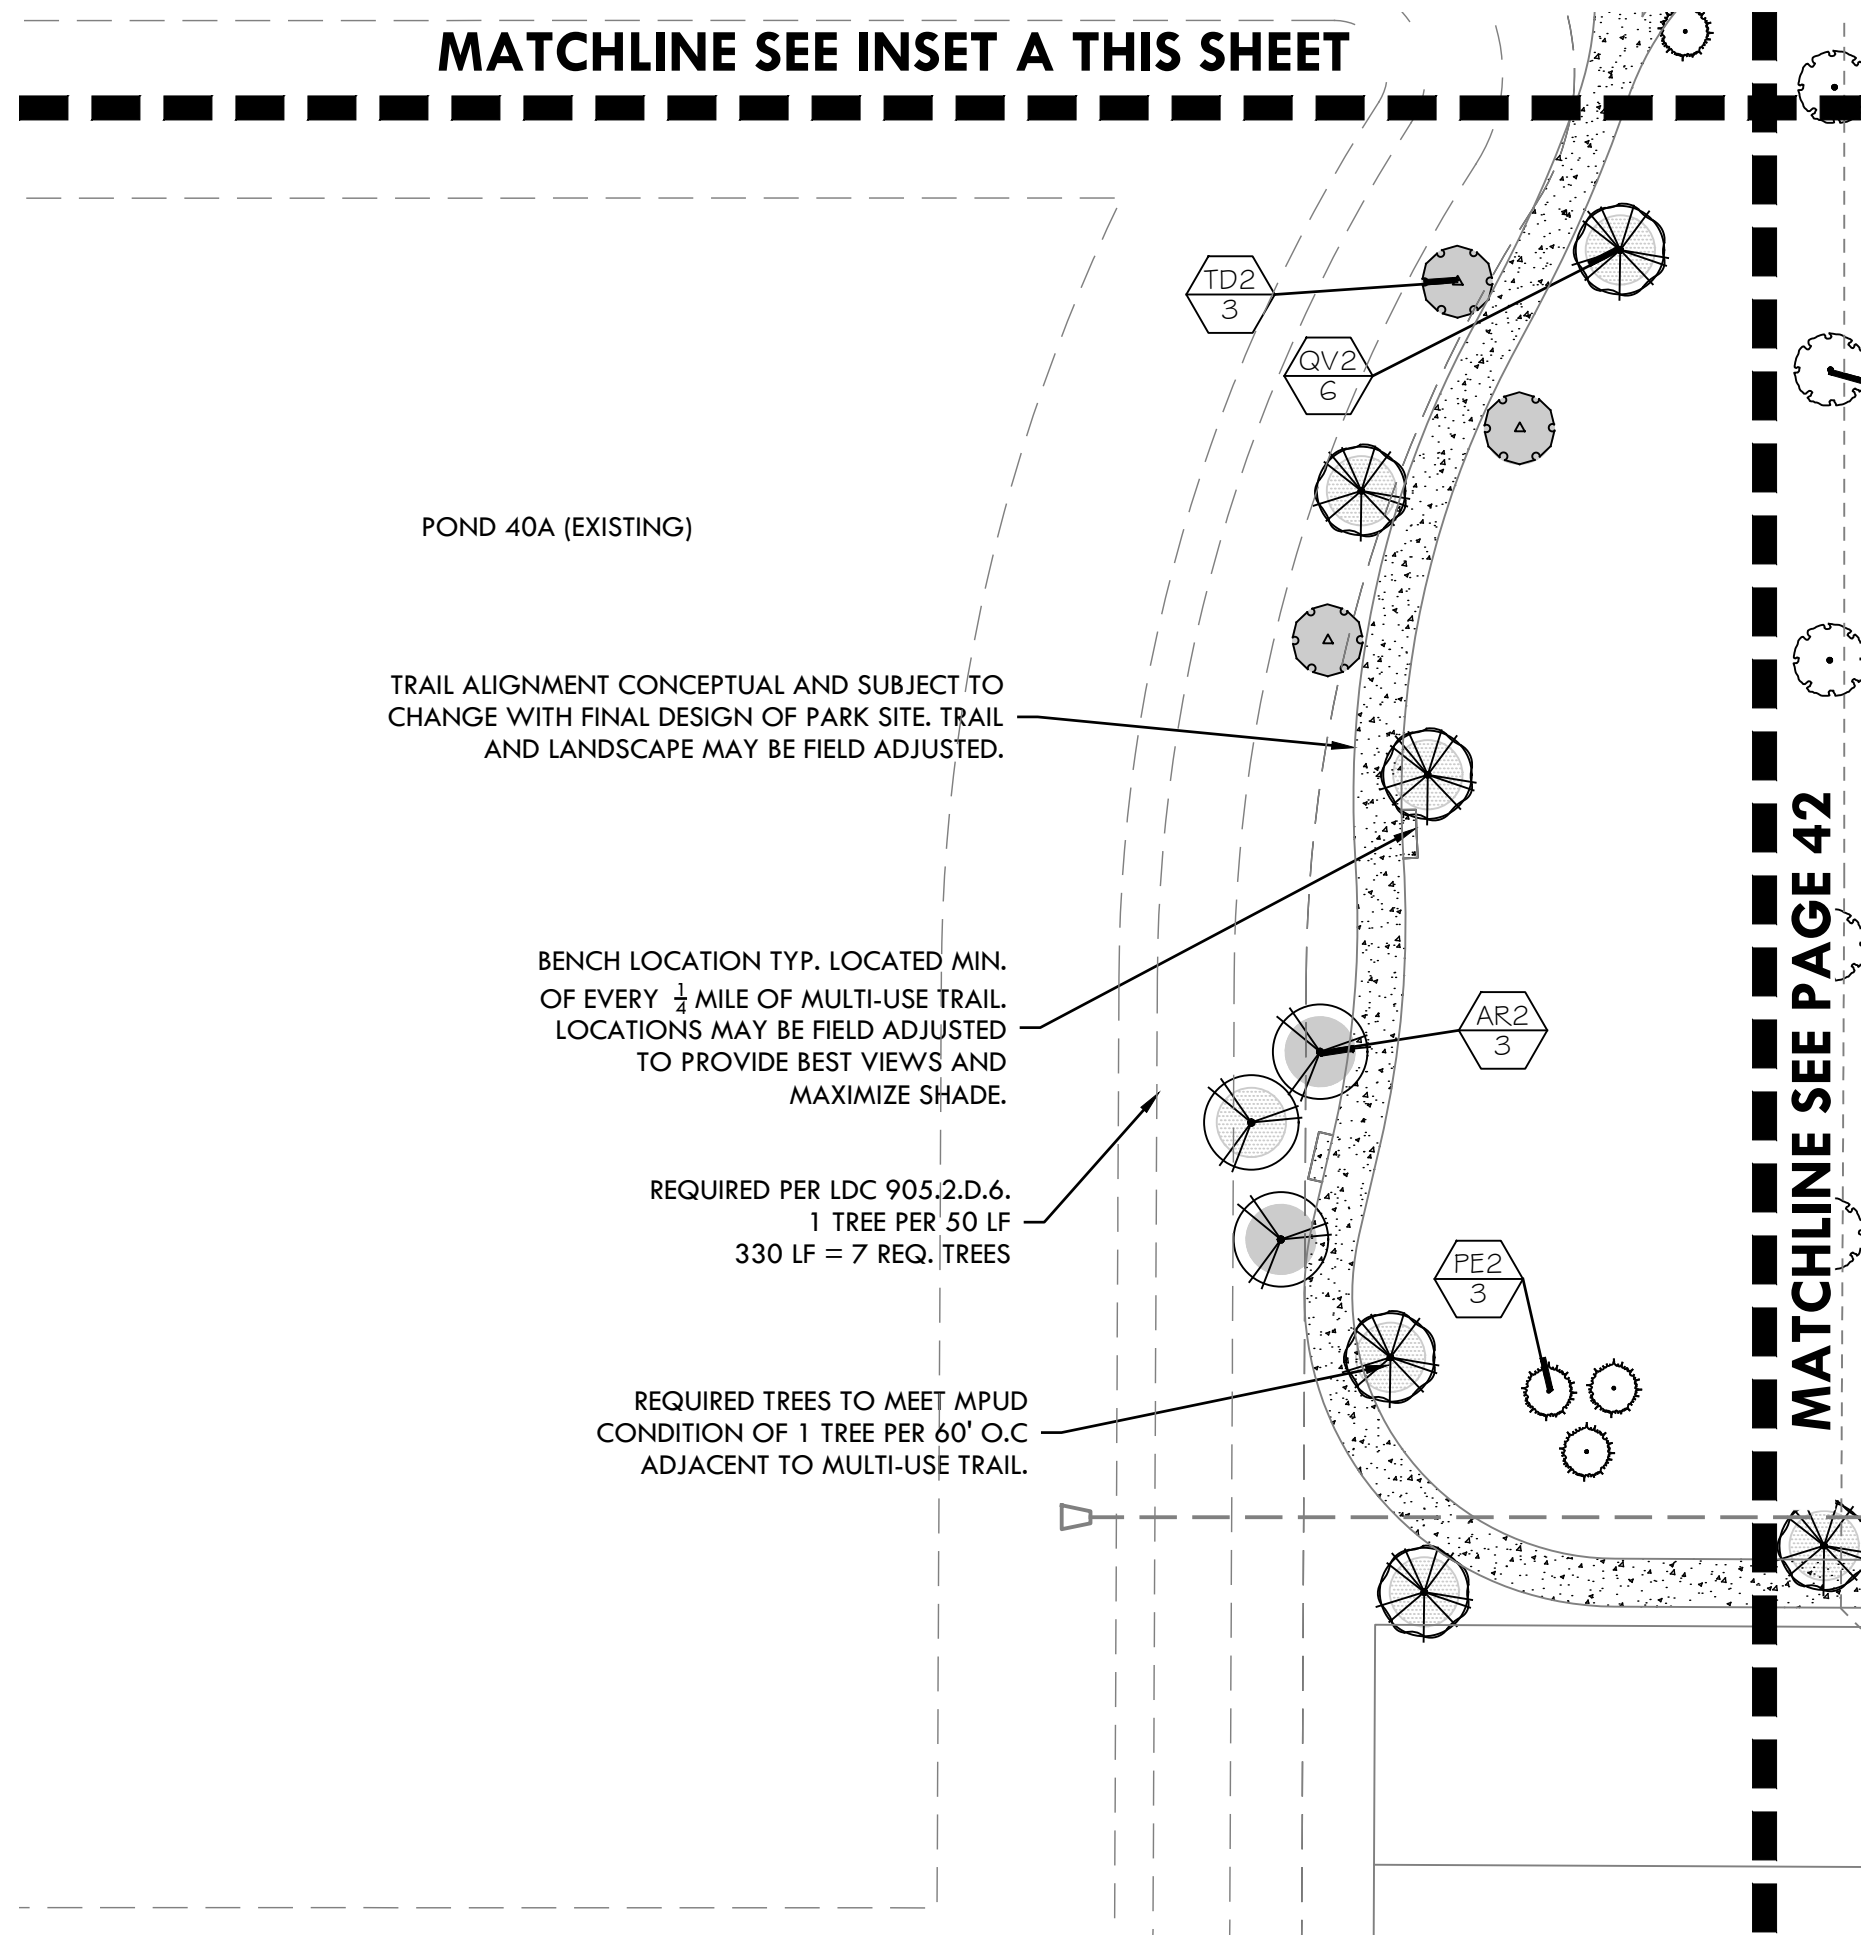 MATCHLINE SEE INSET A THIS SHEET
TD2
3
QV2
6
POND 40A (EXISTING)
TRAIL ALIGNMENT CONCEPTUAL AND SUBJECT TO
CHANGE WITH FINAL DESIGN OF PARK SITE. TRAIL
AND LANDSCAPE MAY BE FIELD ADJUSTED.
MATCHLINE SEE PAGE 42
BENCH LOCATION TYP. LOCATED MIN.
OF EVERY 1/4 MILE OF MULTI-USE TRAIL.
LOCATIONS MAY BE FIELD ADJUSTED
TO PROVIDE BEST VIEWS AND
MAXIMIZE SHADE.
AR2
3
REQUIRED PER LDC 905.2.D.6.
1 TREE PER 50 LF
330 LF = 7 REQ. TREES
PE2
3
REQUIRED TREES TO MEET MPUD
CONDITION OF 1 TREE PER 60' O.C
ADJACENT TO MULTI-USE TRAIL.